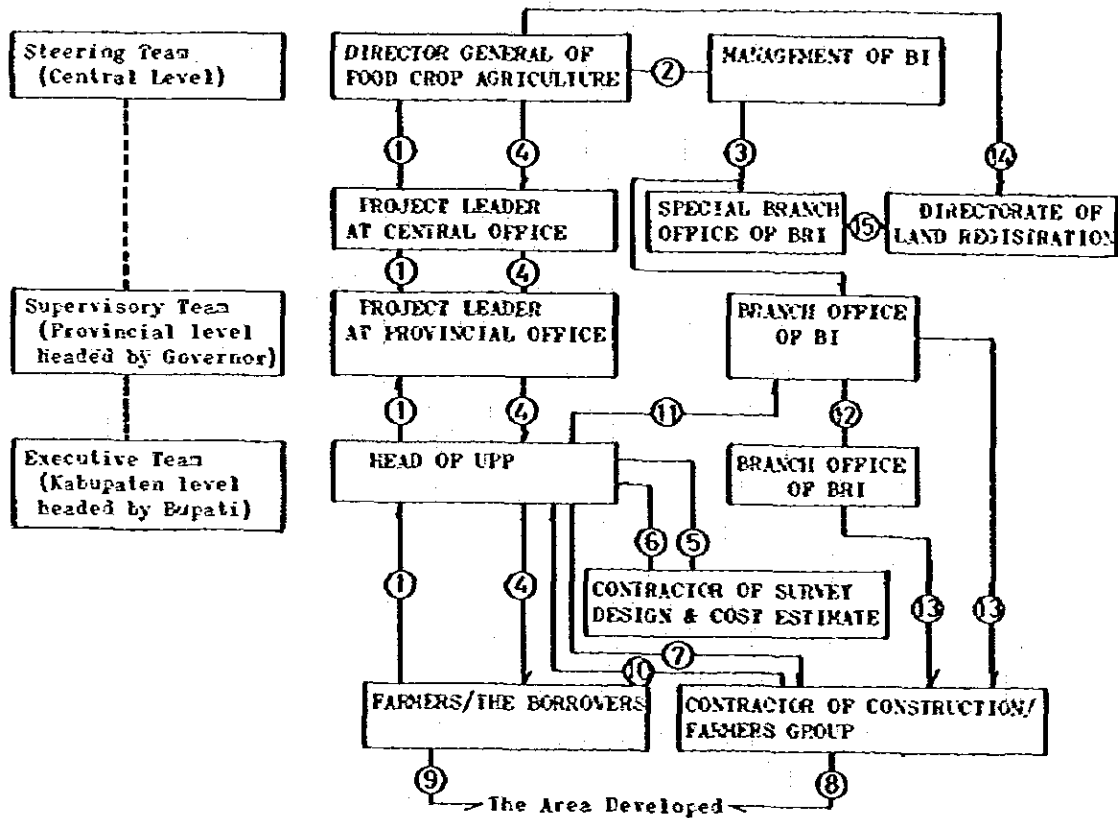 Steering Team
(Central Level)
DIRECTOR GENERAL OF
FOOD CROP AGRICULTURE
②
MANAGEMENT OF BI
①
④
③
⑭
PROJECT LEADER
AT CENTRAL OFFICE
SPECIAL BRANCH
OFFICE OF BRI
⑮
DIRECTORATE OF
LAND REGISTRATION
①
④
Supervisory Team
(Provincial level
headed by Governor)
PROJECT LEADER
AT PROVINCIAL OFFICE
BRANCH OFFICE
OF BI
①
④
⑪
⑫
Executive Team
(Kabupaten level
headed by Bupati)
HEAD OF UPP
BRANCH OFFICE
OF BRI
⑥
⑤
①
④
CONTRACTOR OF SURVEY
DESIGN & COST ESTIMATE
⑬
⑬
⑦
⑩
FARMERS/THE BORROVERS
CONTRACTOR OF CONSTRUCTION/
FARMERS GROUP
⑨
⑧
The Area Developed